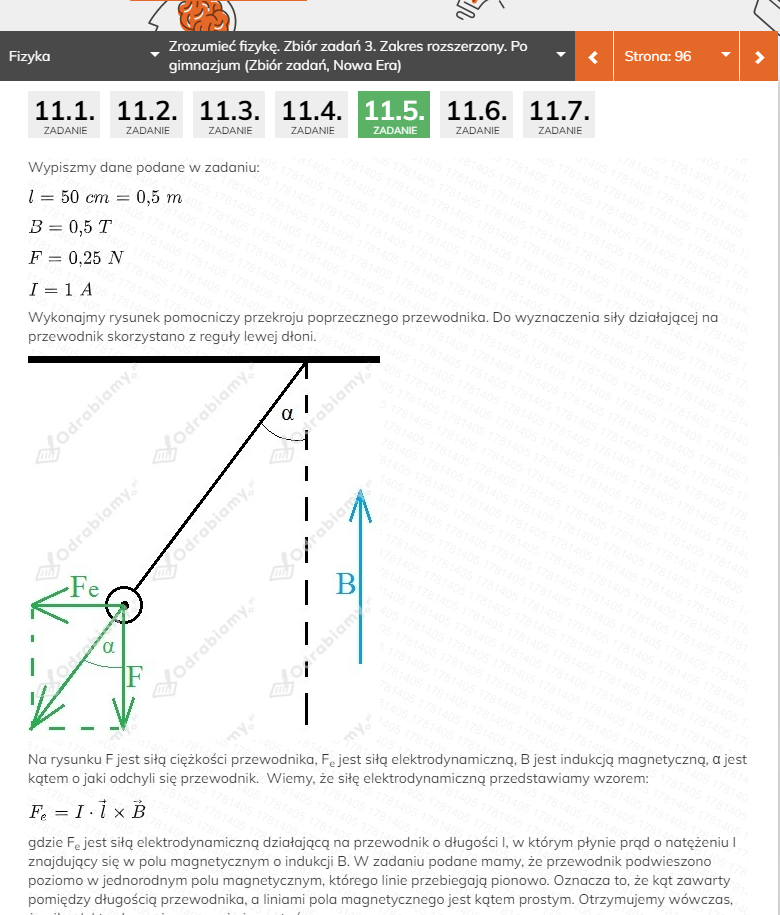 Fizyka
Zrozumieć fizykę. Zbiór zadań 3. Zakres rozszerzony. Po
gimnazjum (Zbiór zadań, Nowa Era)
Strona: 96
11.1. 11.2. 11.3. 11.4. 11.5. 11.6. 11.7.
ZADANIE ZADANIE ZADANIE ZADANIE ZADANIE ZADANIE ZADANIE
Wypiszmy dane podane w zadaniu:
l = 50 cm = 0,5 m
B = 0,5 T
F = 0,25 N
I = 1 A
Wykonajmy rysunek pomocniczy przekroju poprzecznego przewodnika. Do wyznaczenia siły działającej na
przewodnik skorzystano z reguły lewej dłoni.
α
B
Fe
α
F
Odrabiamy
Na rysunku F jest siłą ciężkości przewodnika, Fₑ jest siłą elektrodynamiczną, B jest indukcją magnetyczną, α jest
kątem o jaki odchyli się przewodnik. Wiemy, że siłę elektrodynamiczną przedstawiamy wzorem:
Fₑ = I · l⃗ × B⃗
gdzie Fₑ jest siłą elektrodynamiczną działającą na przewodnik o długości l, w którym płynie prąd o natężeniu I
znajdujący się w polu magnetycznym o indukcji B. W zadaniu podane mamy, że przewodnik podwieszono
poziomo w jednorodnym polu magnetycznym, którego linie przebiegają pionowo. Oznacza to, że kąt zawarty
pomiędzy długością przewodnika, a liniami pola magnetycznego jest kątem prostym. Otrzymujemy wówczas,